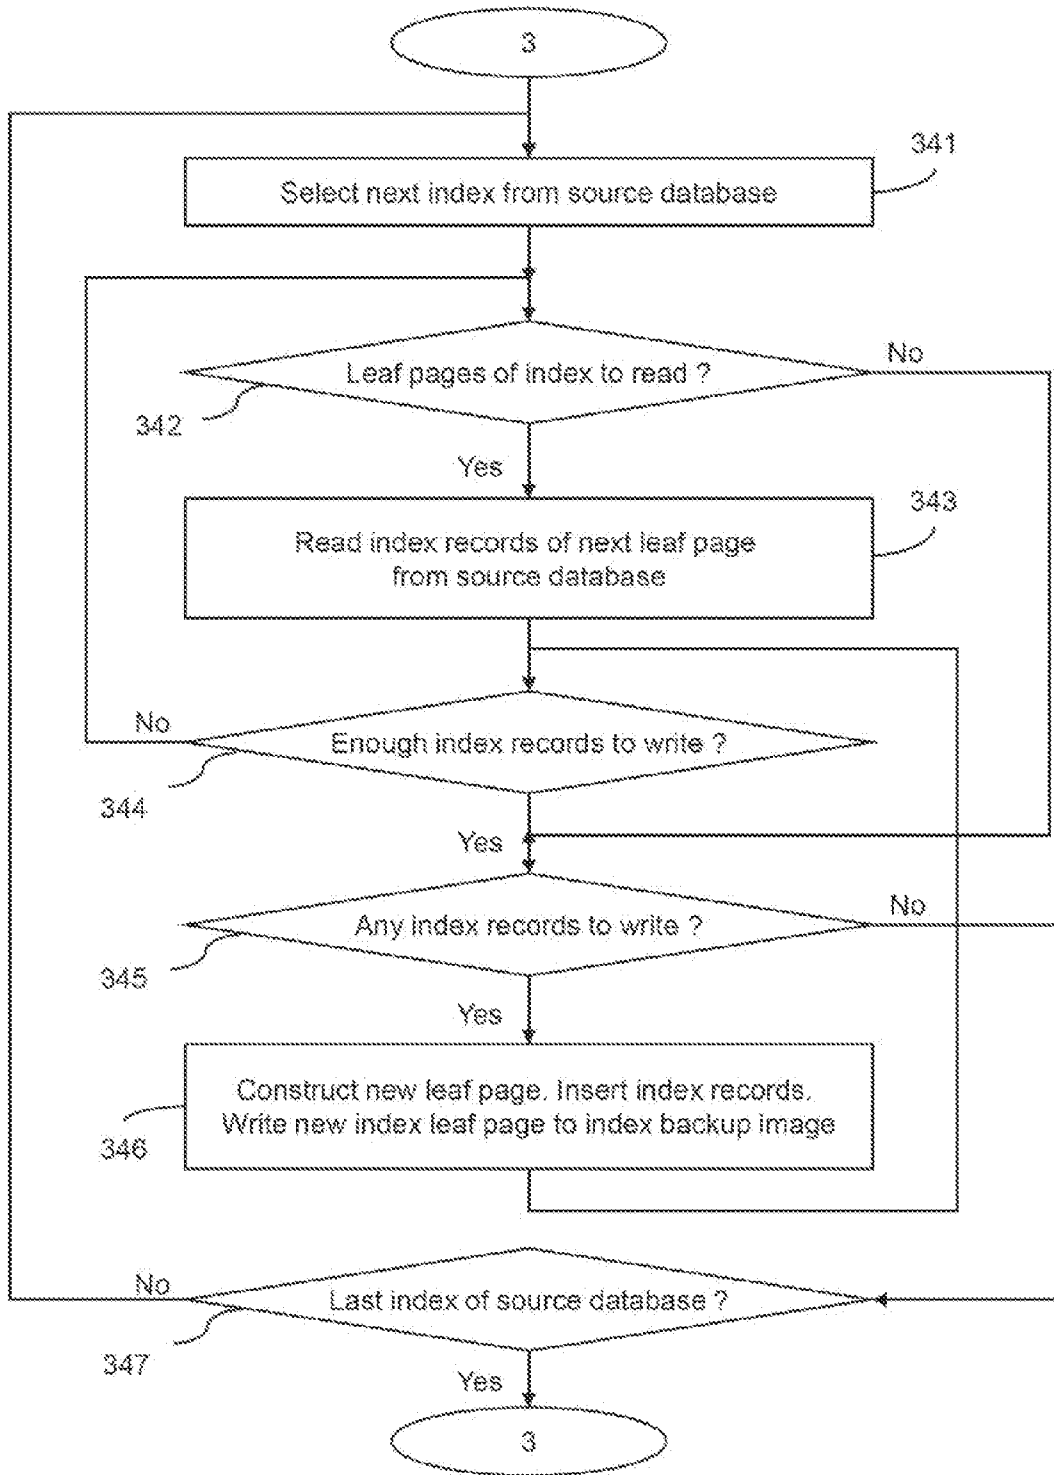 3
341
Select next index from source database
Leaf pages of index to read ?
No
342
Yes
343
Read index records of next leaf page
from source database
No
Enough index records to write ?
344
Yes
Any index records to write ?
No
345
Yes
Construct new leaf page. Insert index records.
Write new index leaf page to index backup image
346
No
Last index of source database ?
347
Yes
3